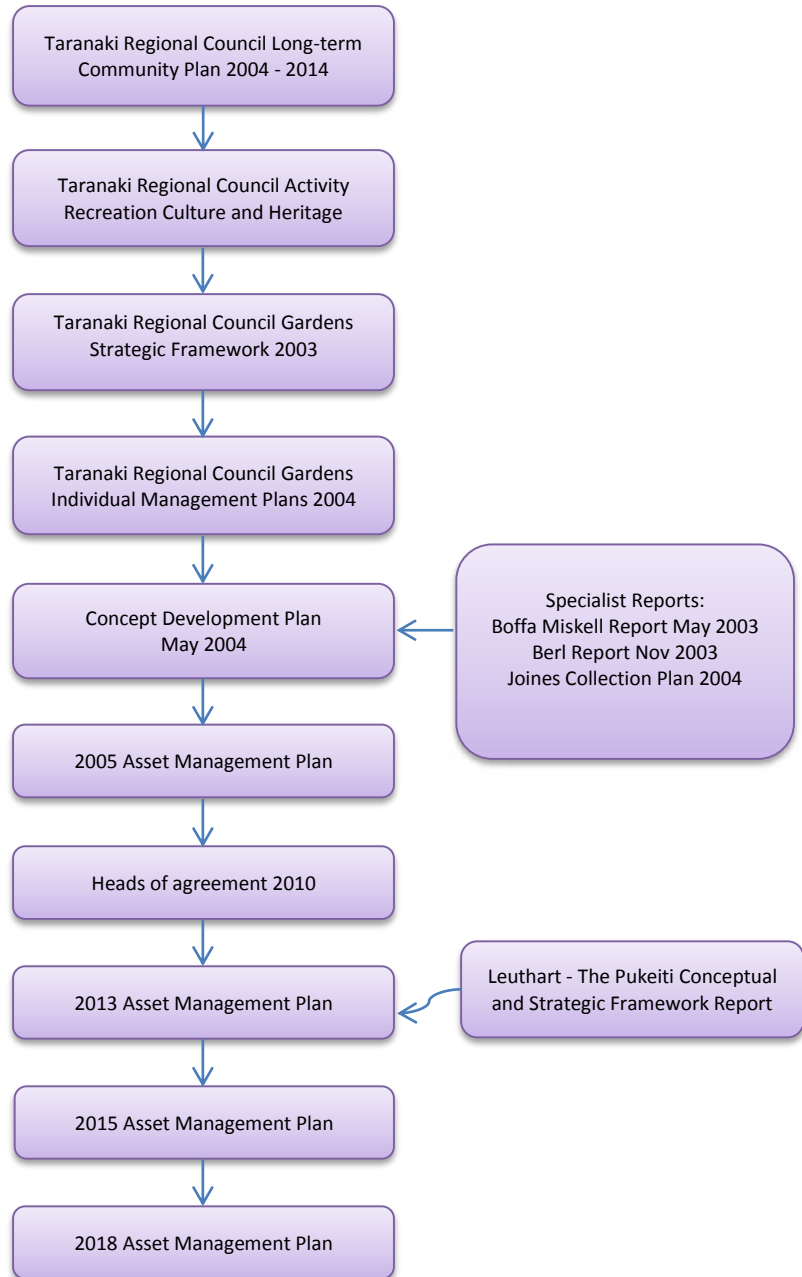 Taranaki Regional Council Long-term
Community Plan 2004 - 2014
Taranaki Regional Council Activity
Recreation Culture and Heritage
Taranaki Regional Council Gardens
Strategic Framework 2003
Taranaki Regional Council Gardens
Individual Management Plans 2004
Concept Development Plan
May 2004
Specialist Reports:
Boffa Miskell Report May 2003
Berl Report Nov 2003
Joines Collection Plan 2004
2005 Asset Management Plan
Heads of agreement 2010
2013 Asset Management Plan
Leuthart - The Pukeiti Conceptual
and Strategic Framework Report
2015 Asset Management Plan
2018 Asset Management Plan